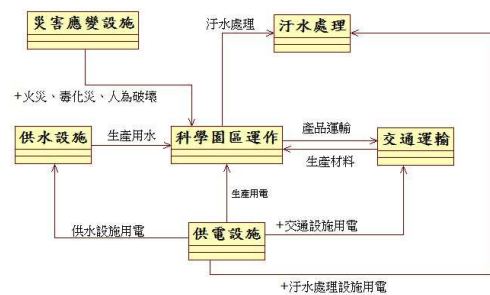 災害應變設施
汙水處理
汙水處理
+火災、毒化災、人為破壞
供水設施
生產用水
科學園區運作
產品運輸
生產材料
交通運輸
生產用電
供水設施用電
供電設施
+交通設施用電
+汙水處理設施用電